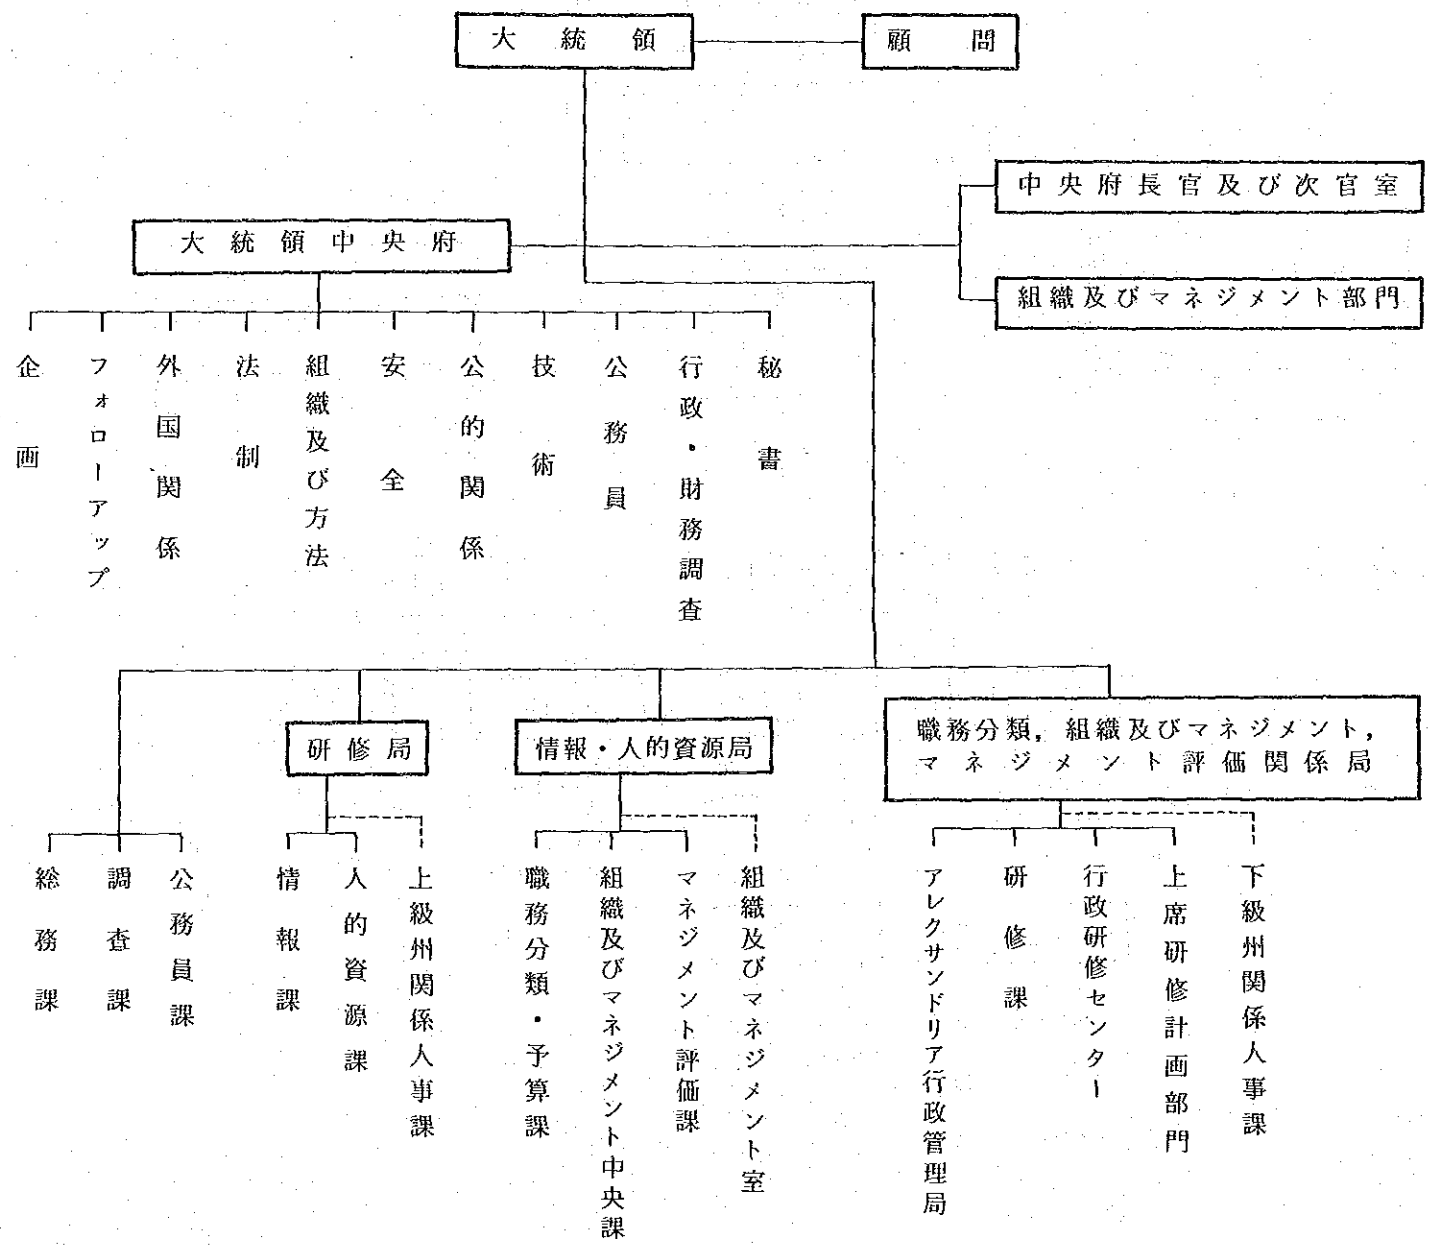 大統領
顧問
中央府長官及び次官室
大統領中央府
組織及びマネジメント部門
企画
フォローアップ
外国関係
法制
組織及び方法
安全
公的関係
技術
公務員
行政・財務調査
秘書
研修局
情報・人的資源局
職務分類，組織及びマネジメント，
マネジメント評価関係局
総務課
調査課
公務員課
情報課
人的資源課
上級州関係人事課
職務分類・予算課
組織及びマネジメント中央課
マネジメント評価課
組織及びマネジメント室
アレクサンドリア行政管理局
研修課
行政研修センター
上席研修計画部門
下級州関係人事課